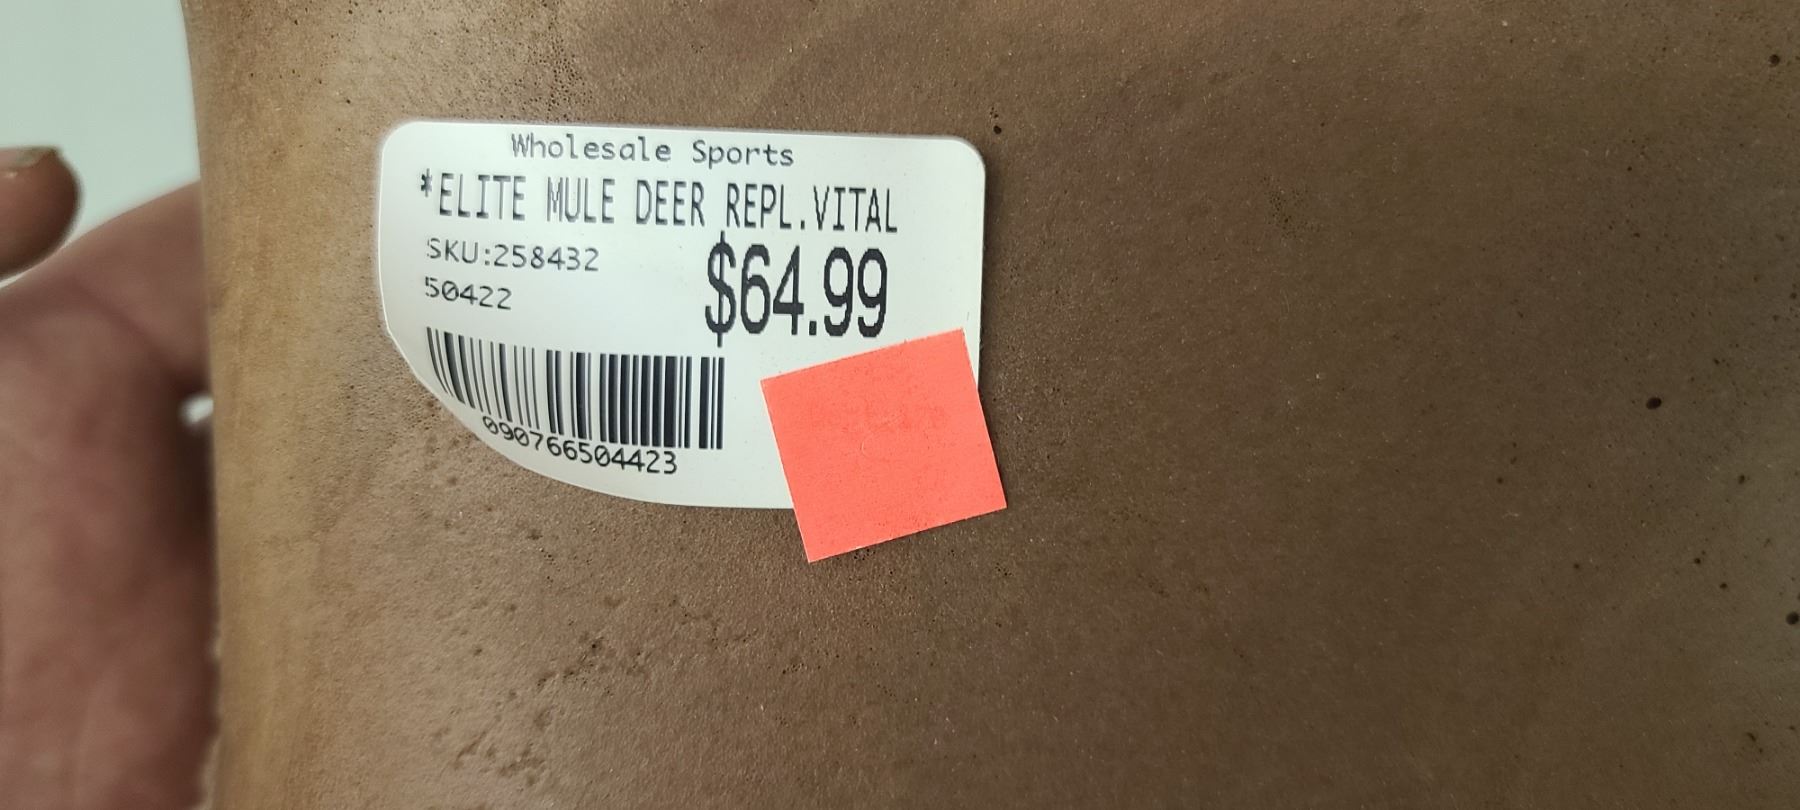 Wholesale Sports
*ELITE MULE DEER REPL.VITAL
SKU:258432
$64.99
50422
090766504423